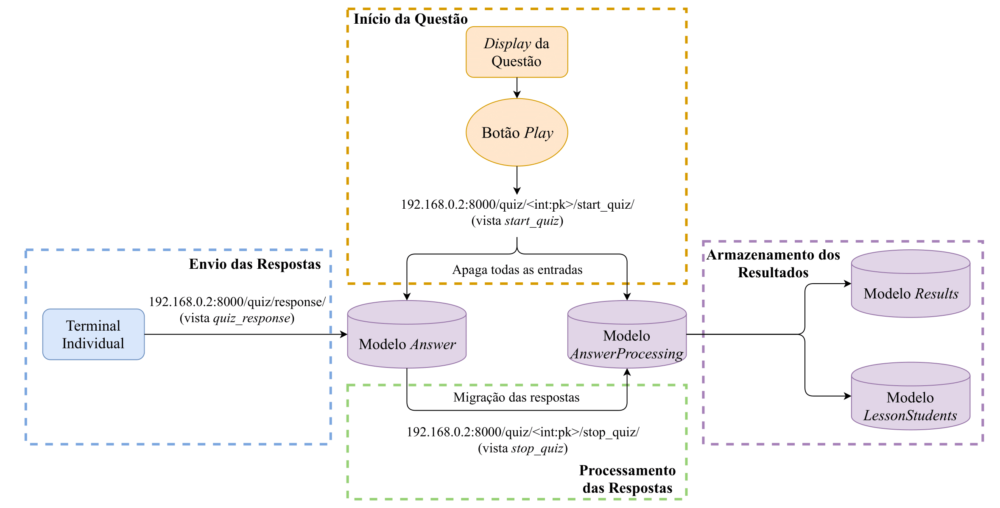 Início da Questão
Display da
Questão
Botão Play
192.168.0.2:8000/quiz/<int:pk>/start_quiz/
(vista start_quiz)
Apaga todas as entradas
Envio das Respostas
192.168.0.2:8000/quiz/response/
(vista quiz_response)
Terminal
Individual
Modelo Answer
Modelo
AnswerProcessing
Migração das respostas
192.168.0.2:8000/quiz/<int:pk>/stop_quiz/
(vista stop_quiz)
Processamento
das Respostas
Armazenamento dos
Resultados
Modelo Results
Modelo
LessonStudents